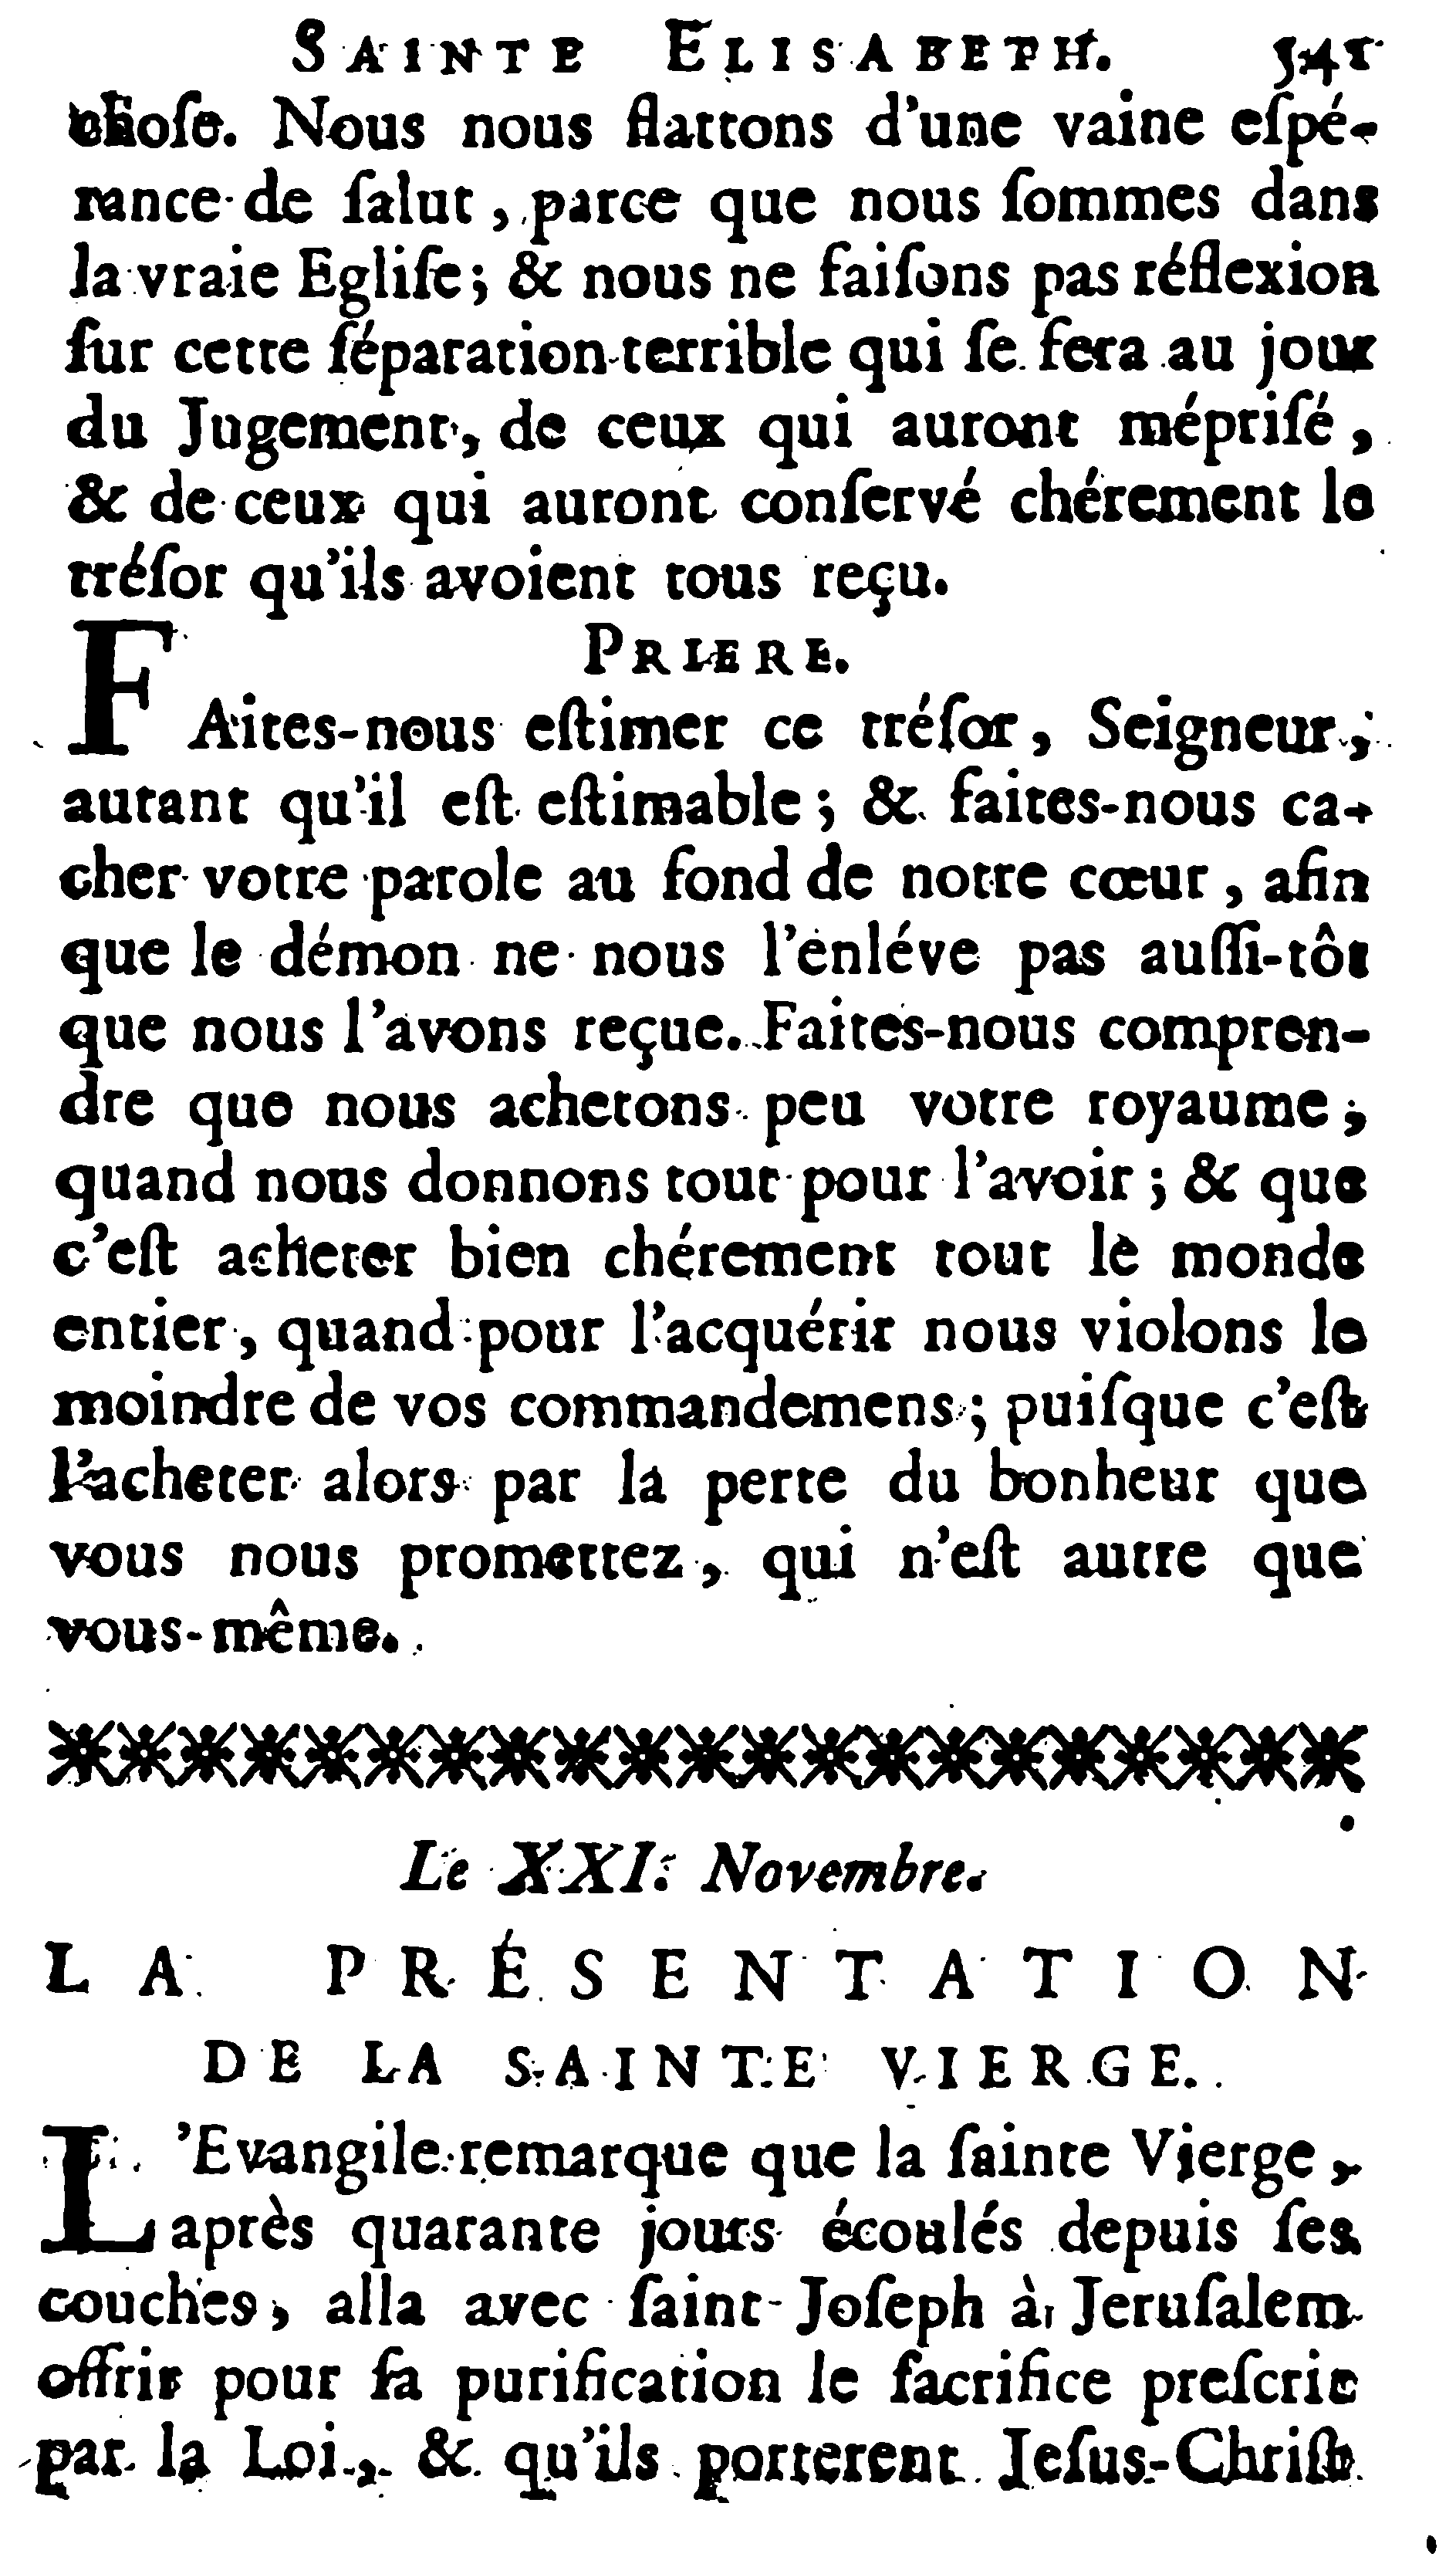 SAINTE ELISABETH. 541
choſe. Nous nous flattons d'une vaine eſpé-
rance de ſalut, parce que nous ſommes dans
la vraie Egliſe; & nous ne faiſons pas réflexion
ſur cette ſéparation terrible qui ſe fera au jour
du Jugement, de ceux qui auront mépriſé,
& de ceux qui auront conſervé chérement le
tréſor qu'ils avoient tous reçu.
PRIERE.
FAites-nous eſtimer ce tréſor, Seigneur,
autant qu'il eſt eſtimable; & faites-nous ca-
cher votre parole au fond de notre cœur, afin
que le démon ne nous l'enléve pas auſſi-tôt
que nous l'avons reçue. Faites-nous compren-
dre que nous achetons peu votre royaume,
quand nous donnons tout pour l'avoir; & que
c'eſt acheter bien chérement tout le monde
entier, quand pour l'acquérir nous violons le
moindre de vos commandemens; puiſque c'eſt
l'acheter alors par la perte du bonheur que
vous nous promettez, qui n'eſt autre que
vous-même.
Le XXI. Novembre.
LA PRÉSENTATION
DE LA SAINTE VIERGE.
L'Evangile remarque que la ſainte Vierge,
après quarante jours écoulés depuis ſes
couches, alla avec ſaint Joſeph à Jeruſalem
offrir pour ſa purification le ſacrifice preſcrit
par la Loi, & qu'ils porterent Jeſus-Chriſt